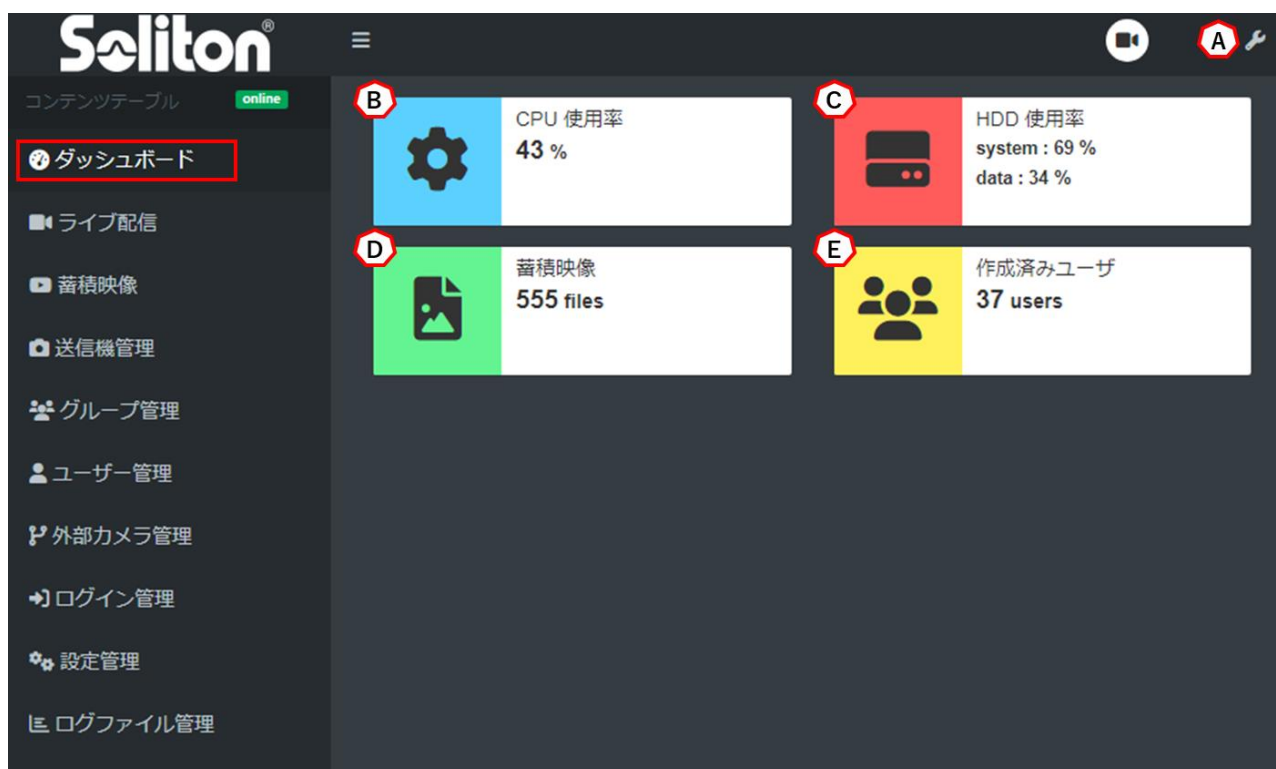 Soliton®
A
コンテンツテーブル online
ダッシュボード
ライブ配信
蓄積映像
送信機管理
グループ管理
ユーザー管理
外部カメラ管理
ログイン管理
設定管理
ログファイル管理
B
CPU 使用率
43 %
C
HDD 使用率
system : 69 %
data : 34 %
D
蓄積映像
555 files
E
作成済みユーザ
37 users